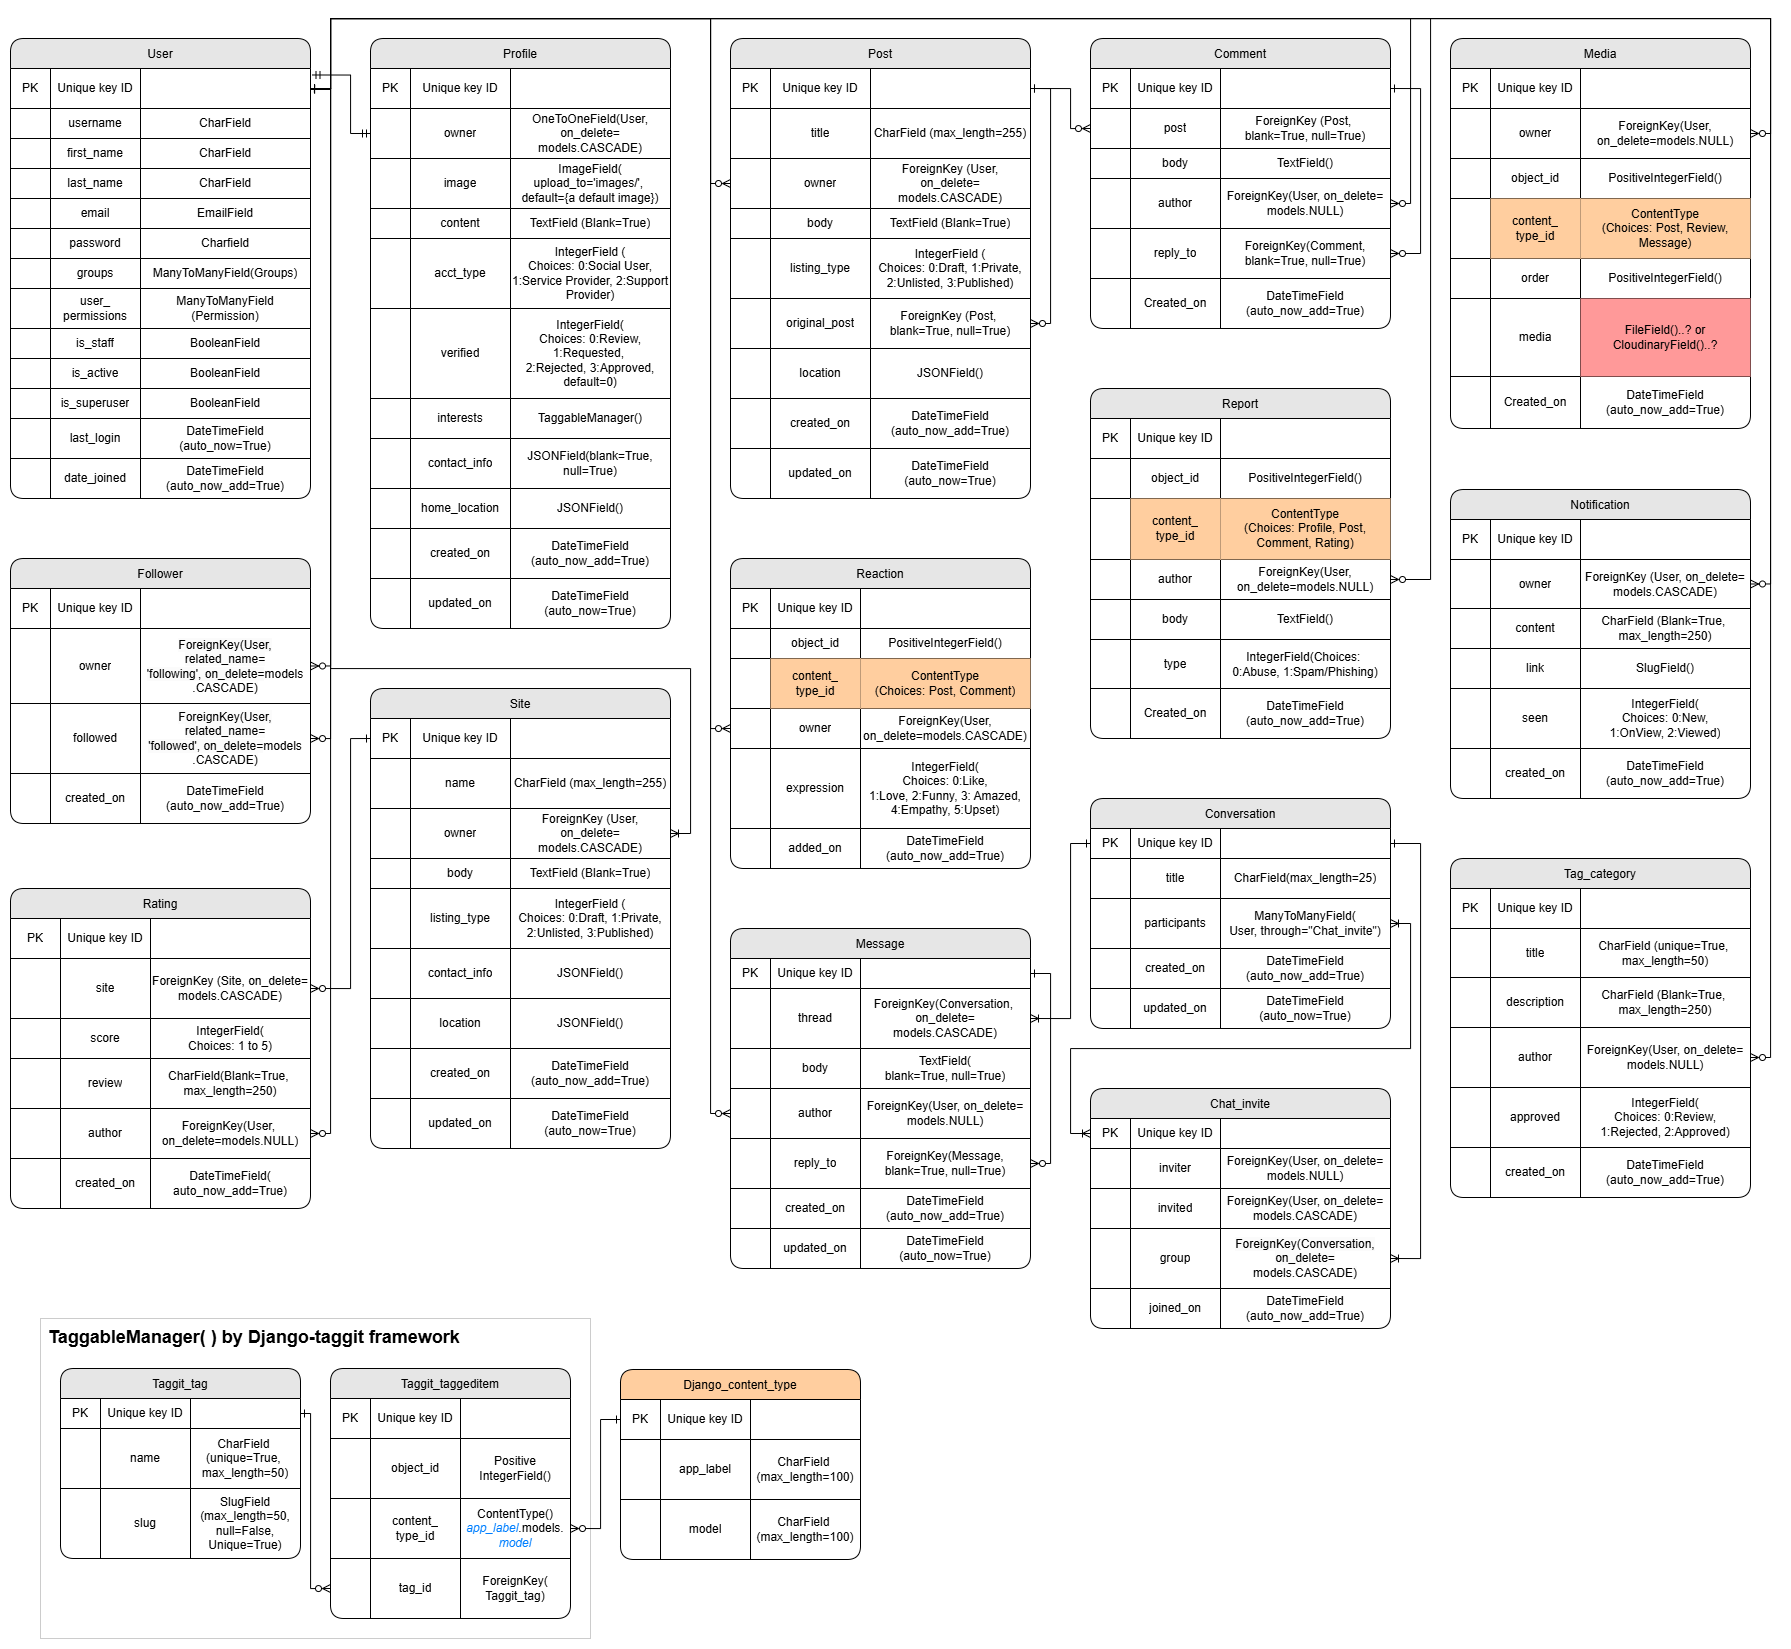 User
PK
Unique key ID
username
CharField
first_name
CharField
last_name
CharField
email
EmailField
password
Charfield
groups
ManyToManyField(Groups)
user_
permissions
ManyToManyField
(Permission)
is_staff
BooleanField
is_active
BooleanField
is_superuser
BooleanField
last_login
DateTimeField
(auto_now=True)
date_joined
DateTimeField
(auto_now_add=True)
Profile
PK
Unique key ID
owner
OneToOneField(User,
on_delete=
models.CASCADE)
image
ImageField(
upload_to='images/',
default={a default image})
content
TextField (Blank=True)
acct_type
IntegerField (
Choices: 0:Social User,
1:Service Provider, 2:Support
Provider)
verified
IntegerField(
Choices: 0:Review,
1:Requested,
2:Rejected, 3:Approved,
default=0)
interests
TaggableManager()
contact_info
JSONField(blank=True,
null=True)
home_location
JSONField()
created_on
DateTimeField
(auto_now_add=True)
updated_on
DateTimeField
(auto_now=True)
Post
PK
Unique key ID
title
CharField (max_length=255)
owner
ForeignKey (User,
on_delete=
models.CASCADE)
body
TextField (Blank=True)
listing_type
IntegerField (
Choices: 0:Draft, 1:Private,
2:Unlisted, 3:Published)
original_post
ForeignKey (Post,
blank=True, null=True)
location
JSONField()
created_on
DateTimeField
(auto_now_add=True)
updated_on
DateTimeField
(auto_now=True)
Comment
PK
Unique key ID
post
ForeignKey (Post,
blank=True, null=True)
body
TextField()
author
ForeignKey(User, on_delete=
models.NULL)
reply_to
ForeignKey(Comment,
blank=True, null=True)
Created_on
DateTimeField
(auto_now_add=True)
Media
PK
Unique key ID
owner
ForeignKey(User,
on_delete=models.NULL)
object_id
PositiveIntegerField()
content_
type_id
ContentType
(Choices: Post, Review,
Message)
order
PositiveIntegerField()
media
FileField()..? or
CloudinaryField()..?
Created_on
DateTimeField
(auto_now_add=True)
Report
PK
Unique key ID
object_id
PositiveIntegerField()
content_
type_id
ContentType
(Choices: Profile, Post,
Comment, Rating)
author
ForeignKey(User,
on_delete=models.NULL)
body
TextField()
type
IntegerField(Choices:
0:Abuse, 1:Spam/Phishing)
Created_on
DateTimeField
(auto_now_add=True)
Notification
PK
Unique key ID
owner
ForeignKey (User, on_delete=
models.CASCADE)
content
CharField (Blank=True,
max_length=250)
link
SlugField()
seen
IntegerField(
Choices: 0:New,
1:OnView, 2:Viewed)
created_on
DateTimeField
(auto_now_add=True)
Follower
PK
Unique key ID
owner
ForeignKey(User,
related_name=
'following', on_delete=models
.CASCADE)
followed
ForeignKey(User,
related_name=
'followed', on_delete=models
.CASCADE)
created_on
DateTimeField
(auto_now_add=True)
Site
PK
Unique key ID
name
CharField (max_length=255)
owner
ForeignKey (User,
on_delete=
models.CASCADE)
body
TextField (Blank=True)
listing_type
IntegerField (
Choices: 0:Draft, 1:Private,
2:Unlisted, 3:Published)
contact_info
JSONField()
location
JSONField()
created_on
DateTimeField
(auto_now_add=True)
updated_on
DateTimeField
(auto_now=True)
Reaction
PK
Unique key ID
object_id
PositiveIntegerField()
content_
type_id
ContentType
(Choices: Post, Comment)
owner
ForeignKey(User,
on_delete=models.CASCADE)
expression
IntegerField(
Choices: 0:Like,
1:Love, 2:Funny, 3: Amazed,
4:Empathy, 5:Upset)
added_on
DateTimeField
(auto_now_add=True)
Conversation
PK
Unique key ID
title
CharField(max_length=25)
participants
ManyToManyField(
User, through="Chat_invite")
created_on
DateTimeField
(auto_now_add=True)
updated_on
DateTimeField
(auto_now=True)
Tag_category
PK
Unique key ID
title
CharField (unique=True,
max_length=50)
description
CharField (Blank=True,
max_length=250)
author
ForeignKey(User, on_delete=
models.NULL)
approved
IntegerField(
Choices: 0:Review,
1:Rejected, 2:Approved)
created_on
DateTimeField
(auto_now_add=True)
Rating
PK
Unique key ID
site
ForeignKey (Site, on_delete=
models.CASCADE)
score
IntegerField(
Choices: 1 to 5)
review
CharField(Blank=True,
max_length=250)
author
ForeignKey(User,
on_delete=models.NULL)
created_on
DateTimeField(
auto_now_add=True)
Message
PK
Unique key ID
thread
ForeignKey(Conversation,
on_delete=
models.CASCADE)
body
TextField(
blank=True, null=True)
author
ForeignKey(User, on_delete=
models.NULL)
reply_to
ForeignKey(Message,
blank=True, null=True)
created_on
DateTimeField
(auto_now_add=True)
updated_on
DateTimeField
(auto_now=True)
Chat_invite
PK
Unique key ID
inviter
ForeignKey(User, on_delete=
models.NULL)
invited
ForeignKey(User, on_delete=
models.CASCADE)
group
ForeignKey(Conversation,
on_delete=
models.CASCADE)
joined_on
DateTimeField
(auto_now_add=True)
TaggableManager( ) by Django-taggit framework
Taggit_tag
PK
Unique key ID
name
CharField
(unique=True,
max_length=50)
slug
SlugField
(max_length=50,
null=False,
Unique=True)
Taggit_taggeditem
PK
Unique key ID
object_id
Positive
IntegerField()
content_
type_id
ContentType()
app_label.models.
model
tag_id
ForeignKey(
Taggit_tag)
Django_content_type
PK
Unique key ID
app_label
CharField
(max_length=100)
model
CharField
(max_length=100)